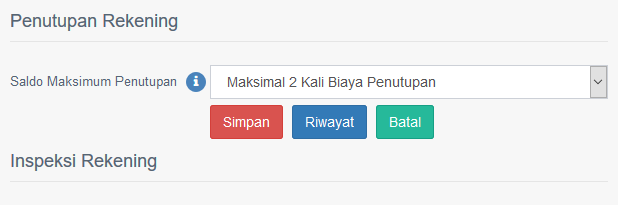 Penutupan Rekening
Saldo Maksimum Penutupan i Maksimal 2 Kali Biaya Penutupan
Simpan Riwayat Batal
Inspeksi Rekening